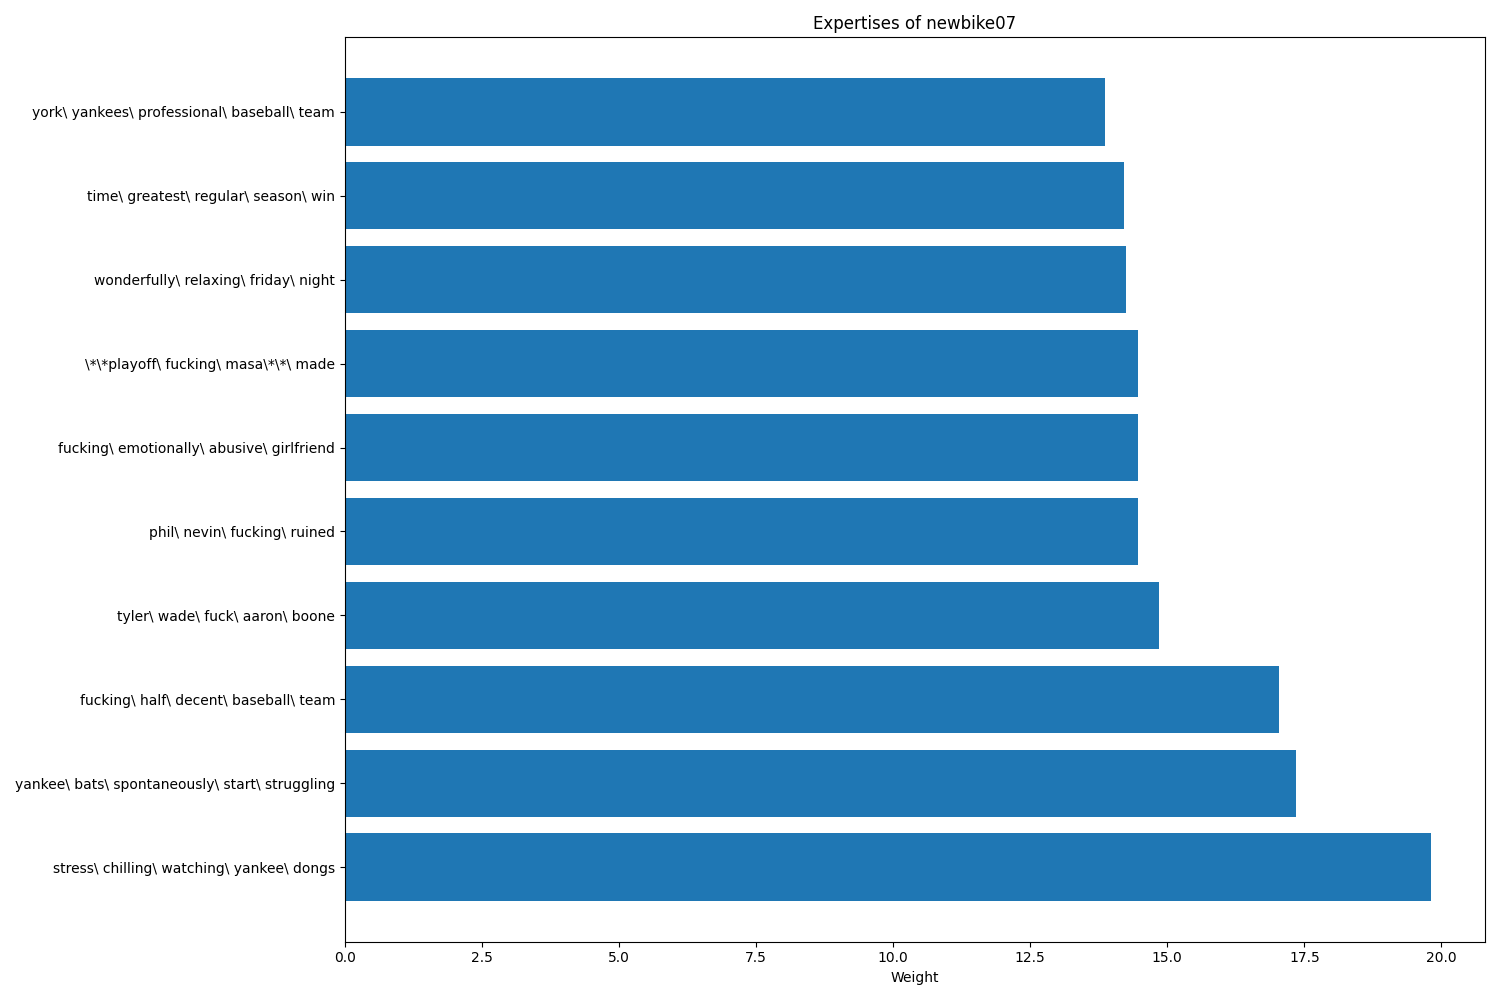 Expertises of newbike07
york\ yankees\ professional\ baseball\ team
time\ greatest\ regular\ season\ win
wonderfully\ relaxing\ friday\ night
\*\*playoff\ fucking\ masa\*\*\ made
fucking\ emotionally\ abusive\ girlfriend
phil\ nevin\ fucking\ ruined
tyler\ wade\ fuck\ aaron\ boone
fucking\ half\ decent\ baseball\ team
yankee\ bats\ spontaneously\ start\ struggling
stress\ chilling\ watching\ yankee\ dongs
0.0 2.5 5.0 7.5 10.0 12.5 15.0 17.5 20.0
Weight